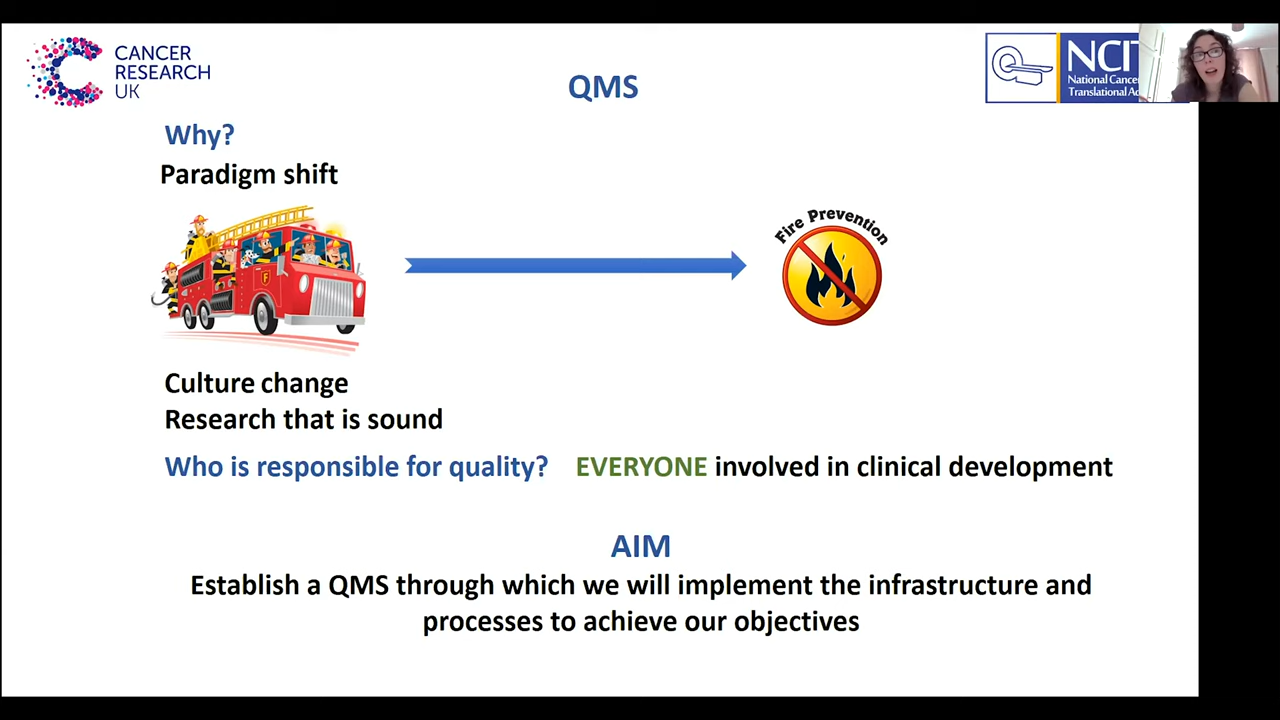 CANCER
RESEARCH
UK
QMS
NCIT
National Cance
Translational Ac
Why?
Paradigm shift
Fire Prevention
F
Culture change
Research that is sound
Who is responsible for quality? EVERYONE involved in clinical development
AIM
Establish a QMS through which we will implement the infrastructure and
processes to achieve our objectives